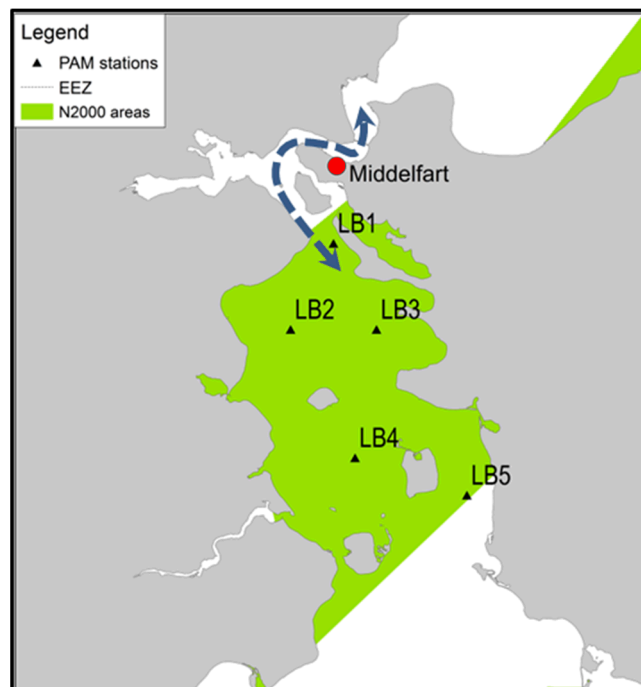 Legend
PAM stations
EEZ
N2000 areas
Middelfart
LB1
LB2 LB3
LB4
LB5